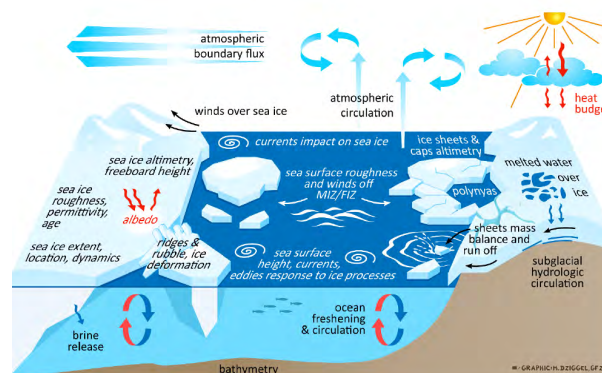 atmospheric
boundary flux
atmospheric
circulation
heat
budge
winds over sea ice
currents impact on sea ice
ice sheets &
caps altimetry
melted water
over
ice
sea ice altimetry,
freeboard height
sea surface roughness
and winds off
MIZ/FIZ
polynyas
sea ice
roughness,
permittivity,
age
albedo
sheets mass
balance and
run off
sea ice extent,
location, dynamics
ridges &
rubble, ice
deformation
sea surface
height, currents,
eddies response to ice processes
subglacial
hydrologic
circulation
brine
release
ocean
freshening
& circulation
bathymetry
GRAPHIC: M. DZIGGEL, GFZ